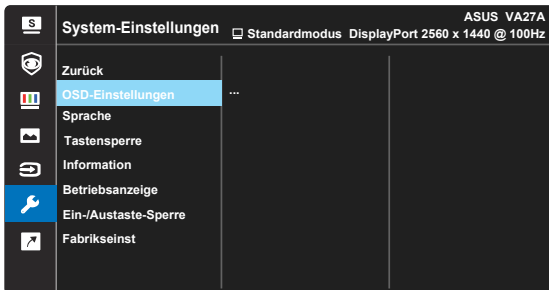 S
System-Einstellungen
Standardmodus DisplayPort 2560 x 1440 @ 100Hz
ASUS VA27A
Zurück
OSD-Einstellungen ...
Sprache
Tastensperre
Information
Betriebsanzeige
Ein-/Austaste-Sperre
Fabrikseinst